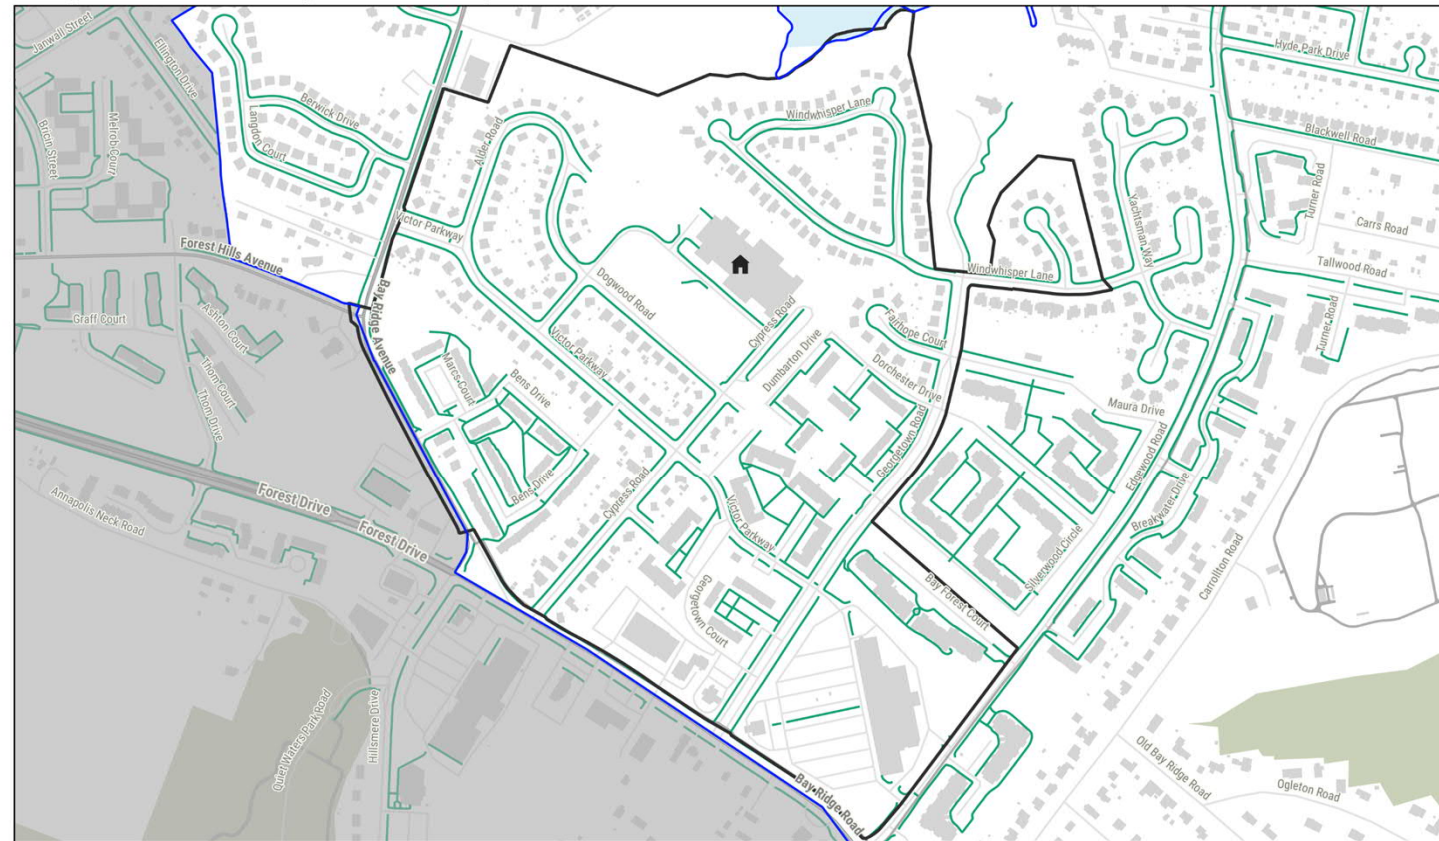 Janwall Street
Ellington Drive
Hyde Park Drive
Berwick Drive
Windwhisper Lane
Langdon Court
Bricin Street
Metrob Court
Alder Road
Blackwell Road
Turner Road
Victor Parkway
Yachtsman Way
Carrs Road
Forest Hills Avenue
Tallwood Road
Windwhisper Lane
Dogwood Road
Bay Ridge Avenue
Cypress Road
Graff Court
Ashton Court
Turner Road
Fairhope Court
Victor Parkway
Dumbarton Drive
Marcs Court
Thom Court
Bens Drive
Dorchester Drive
Maura Drive
Thom Drive
Georgetown Road
Edgewood Road
Bens Drive
Cypress Road
Forest Drive
Annapolis Neck Road
Forest Drive
Victor Parkway
Breakwater Drive
Silverwood Circle
Carrollton Road
Bay Forest Court
Georgetown Court
Quiet Waters Park Road
Hillsmere Drive
Old Bay Ridge Road
Bay Ridge Road
Ogleton Road